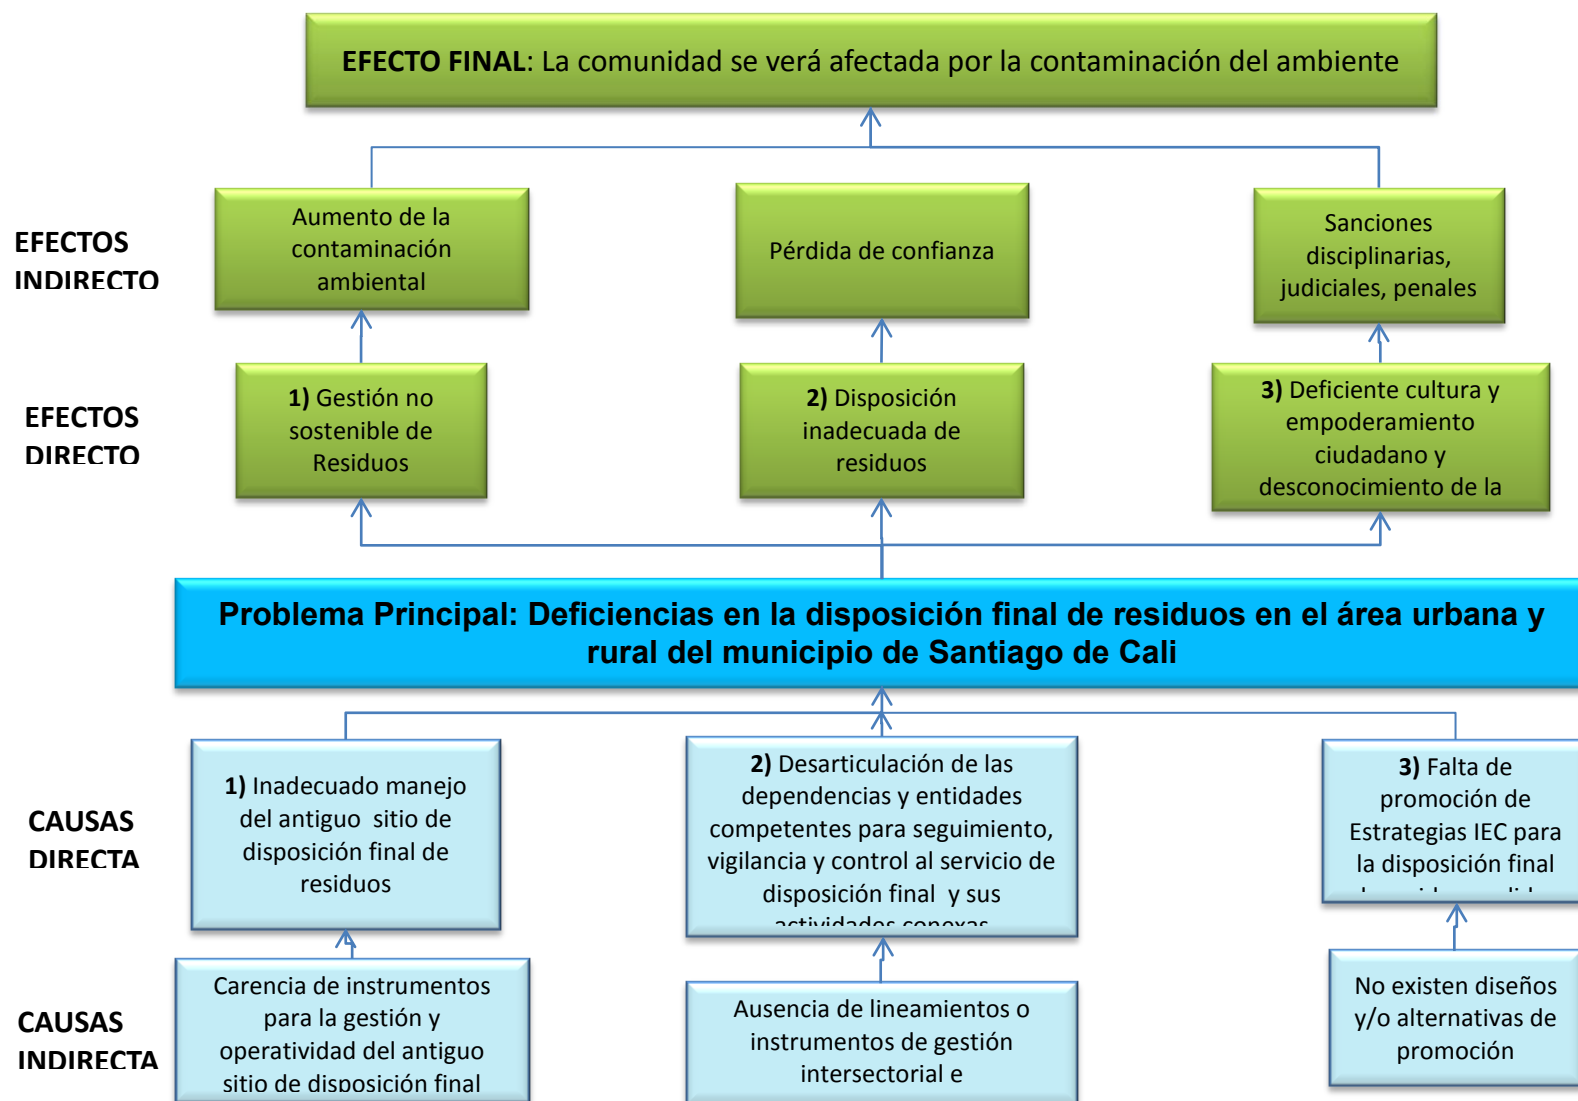 EFECTO FINAL: La comunidad se verá afectada por la contaminación del ambiente
EFECTOS
INDIRECTO
Aumento de la
contaminación
ambiental
Pérdida de confianza
Sanciones
disciplinarias,
judiciales, penales
EFECTOS
DIRECTO
1) Gestión no
sostenible de
Residuos
2) Disposición
inadecuada de
residuos
3) Deficiente cultura y
empoderamiento
ciudadano y
desconocimiento de la
Problema Principal: Deficiencias en la disposición final de residuos en el área urbana y
rural del municipio de Santiago de Cali
CAUSAS
DIRECTA
1) Inadecuado manejo
del antiguo sitio de
disposición final de
residuos
2) Desarticulación de las
dependencias y entidades
competentes para seguimiento,
vigilancia y control al servicio de
disposición final y sus
actividades conexas
3) Falta de
promoción de
Estrategias IEC para
la disposición final
CAUSAS
INDIRECTA
Carencia de instrumentos
para la gestión y
operatividad del antiguo
sitio de disposición final
Ausencia de lineamientos o
instrumentos de gestión
intersectorial e
No existen diseños
y/o alternativas de
promoción